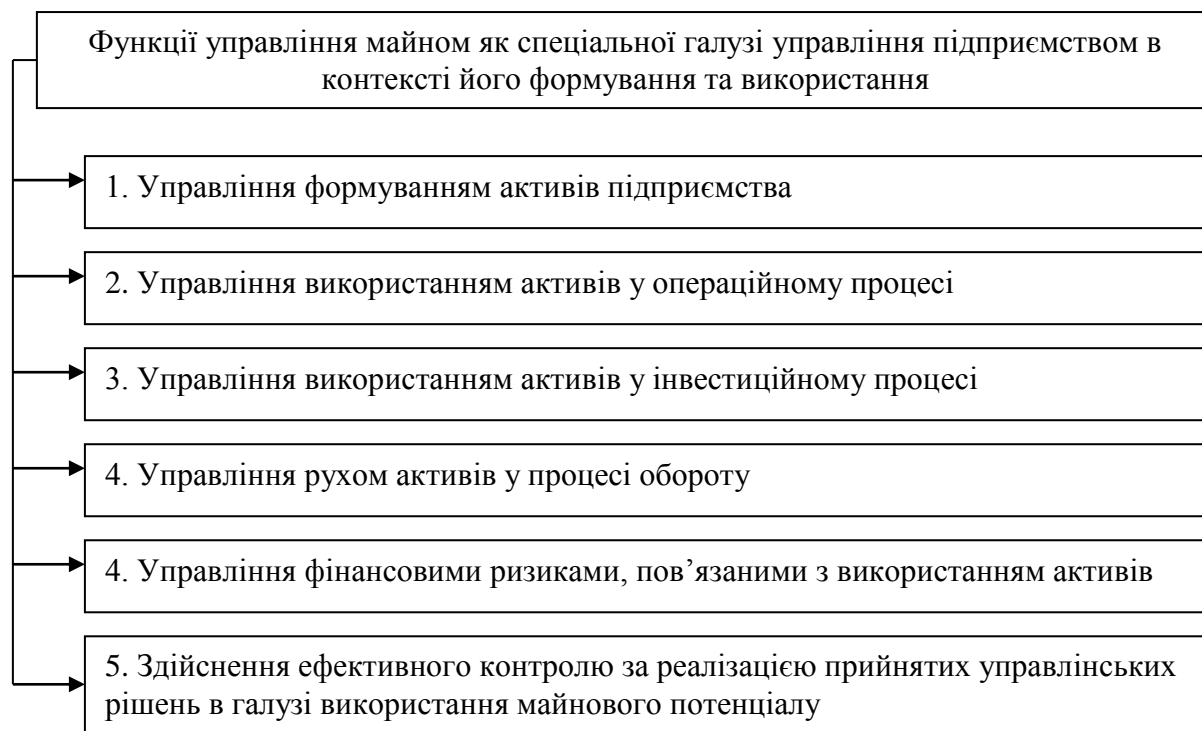 Функції управління майном як спеціальної галузі управління підприємством в
контексті його формування та використання
1. Управління формуванням активів підприємства
2. Управління використанням активів у операційному процесі
3. Управління використанням активів у інвестиційному процесі
4. Управління рухом активів у процесі обороту
4. Управління фінансовими ризиками, пов’язаними з використанням активів
5. Здійснення ефективного контролю за реалізацією прийнятих управлінських
рішень в галузі використання майнового потенціалу